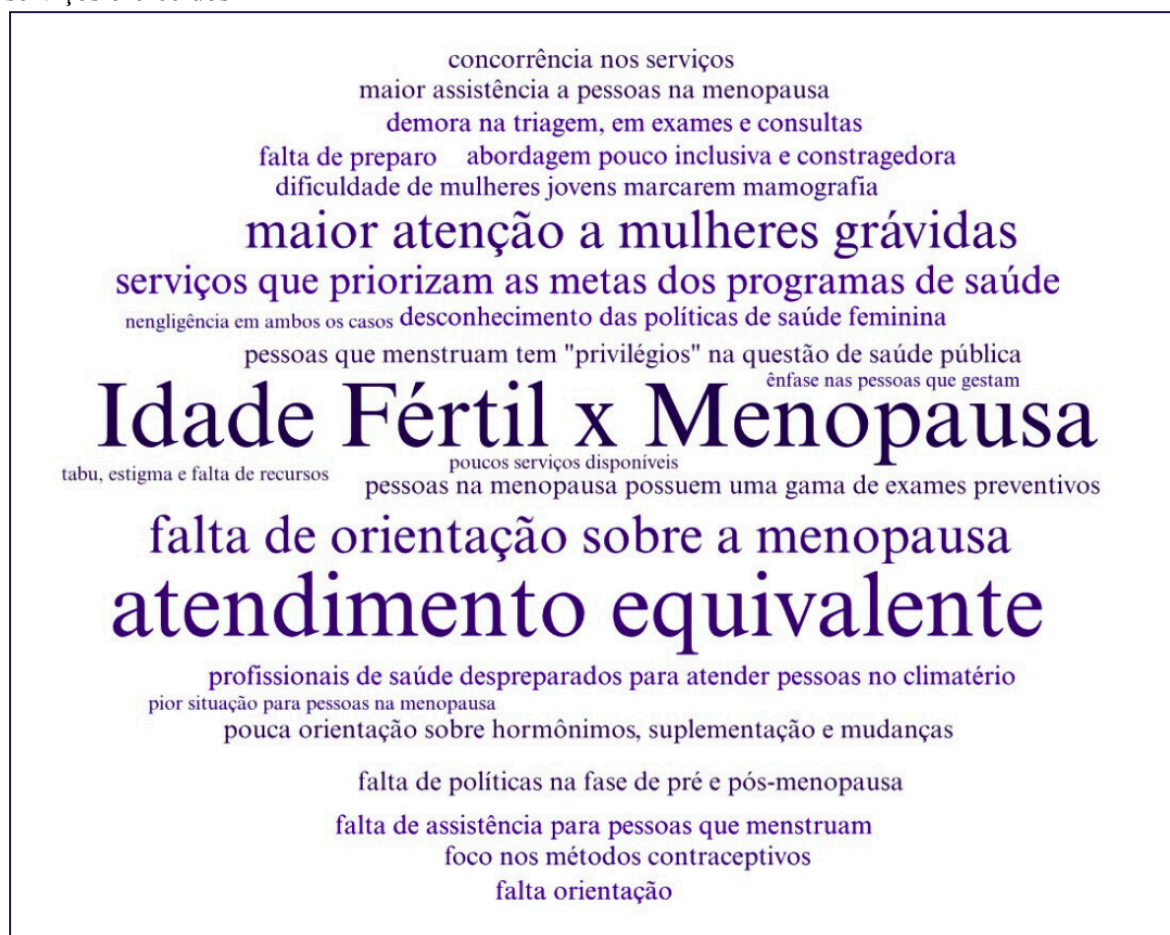 concorrência nos serviços
maior assistência a pessoas na menopausa
demora na triagem, em exames e consultas
falta de preparo
abordagem pouco inclusiva e constragedora
dificuldade de mulheres jovens marcarem mamografia
maior atenção a mulheres grávidas
serviços que priorizam as metas dos programas de saúde
nengligência em ambos os casos
desconhecimento das políticas de saúde feminina
pessoas que menstruam tem "privilégios" na questão de saúde pública
ênfase nas pessoas que gestam
Idade Fértil x Menopausa
poucos serviços disponíveis
tabu, estigma e falta de recursos
pessoas na menopausa possuem uma gama de exames preventivos
falta de orientação sobre a menopausa
atendimento equivalente
profissionais de saúde despreparados para atender pessoas no climatério
pior situação para pessoas na menopausa
pouca orientação sobre hormônimos, suplementação e mudanças
falta de políticas na fase de pré e pós-menopausa
falta de assistência para pessoas que menstruam
foco nos métodos contraceptivos
falta orientação